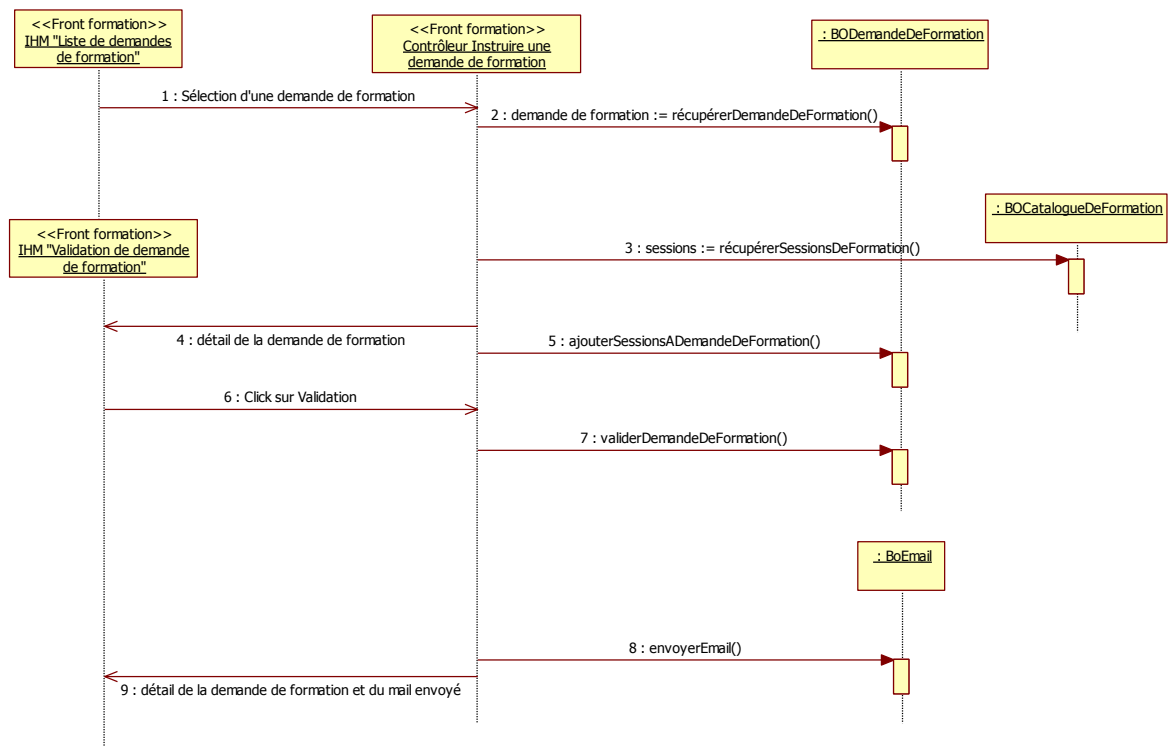 <<Front formation>>
IHM "Liste de demandes
de formation"
<<Front formation>>
Contrôleur Instruire une
demande de formation
: BODemandeDeFormation
1 : Sélection d'une demande de formation
2 : demande de formation := récupérerDemandeDeFormation()
: BOCatalogueDeFormation
<<Front formation>>
IHM "Validation de demande
de formation"
3 : sessions := récupérerSessionsDeFormation()
4 : détail de la demande de formation
5 : ajouterSessionsADemandeDeFormation()
6 : Click sur Validation
7 : validerDemandeDeFormation()
: BoEmail
8 : envoyerEmail()
9 : détail de la demande de formation et du mail envoyé